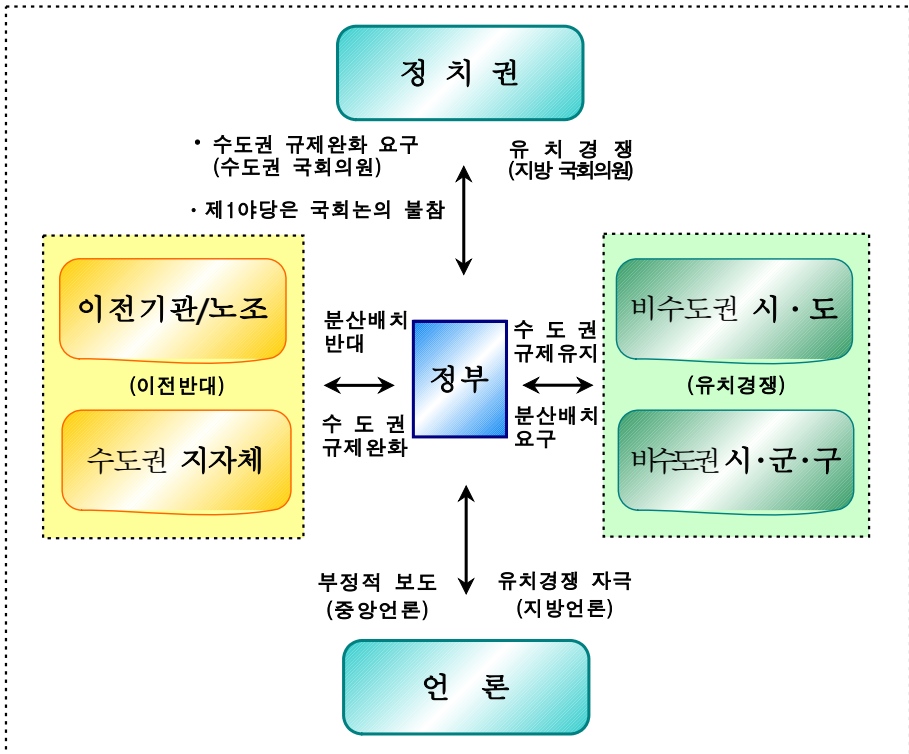 정 치 권
• 수도권 규제완화 요구
(수도권 국회의원)
유 치 경 쟁
(지방 국회의원)
· 제1야당은 국회논의 불참
이전기관/노조
(이전반대)
수도권 지자체
분산배치
반대
수 도 권
규제완화
정부
수 도 권
규제유지
분산배치
요구
비수도권 시 · 도
(유치경쟁)
비수도권 시·군·구
부정적 보도
(중앙언론)
유치경쟁 자극
(지방언론)
언 론